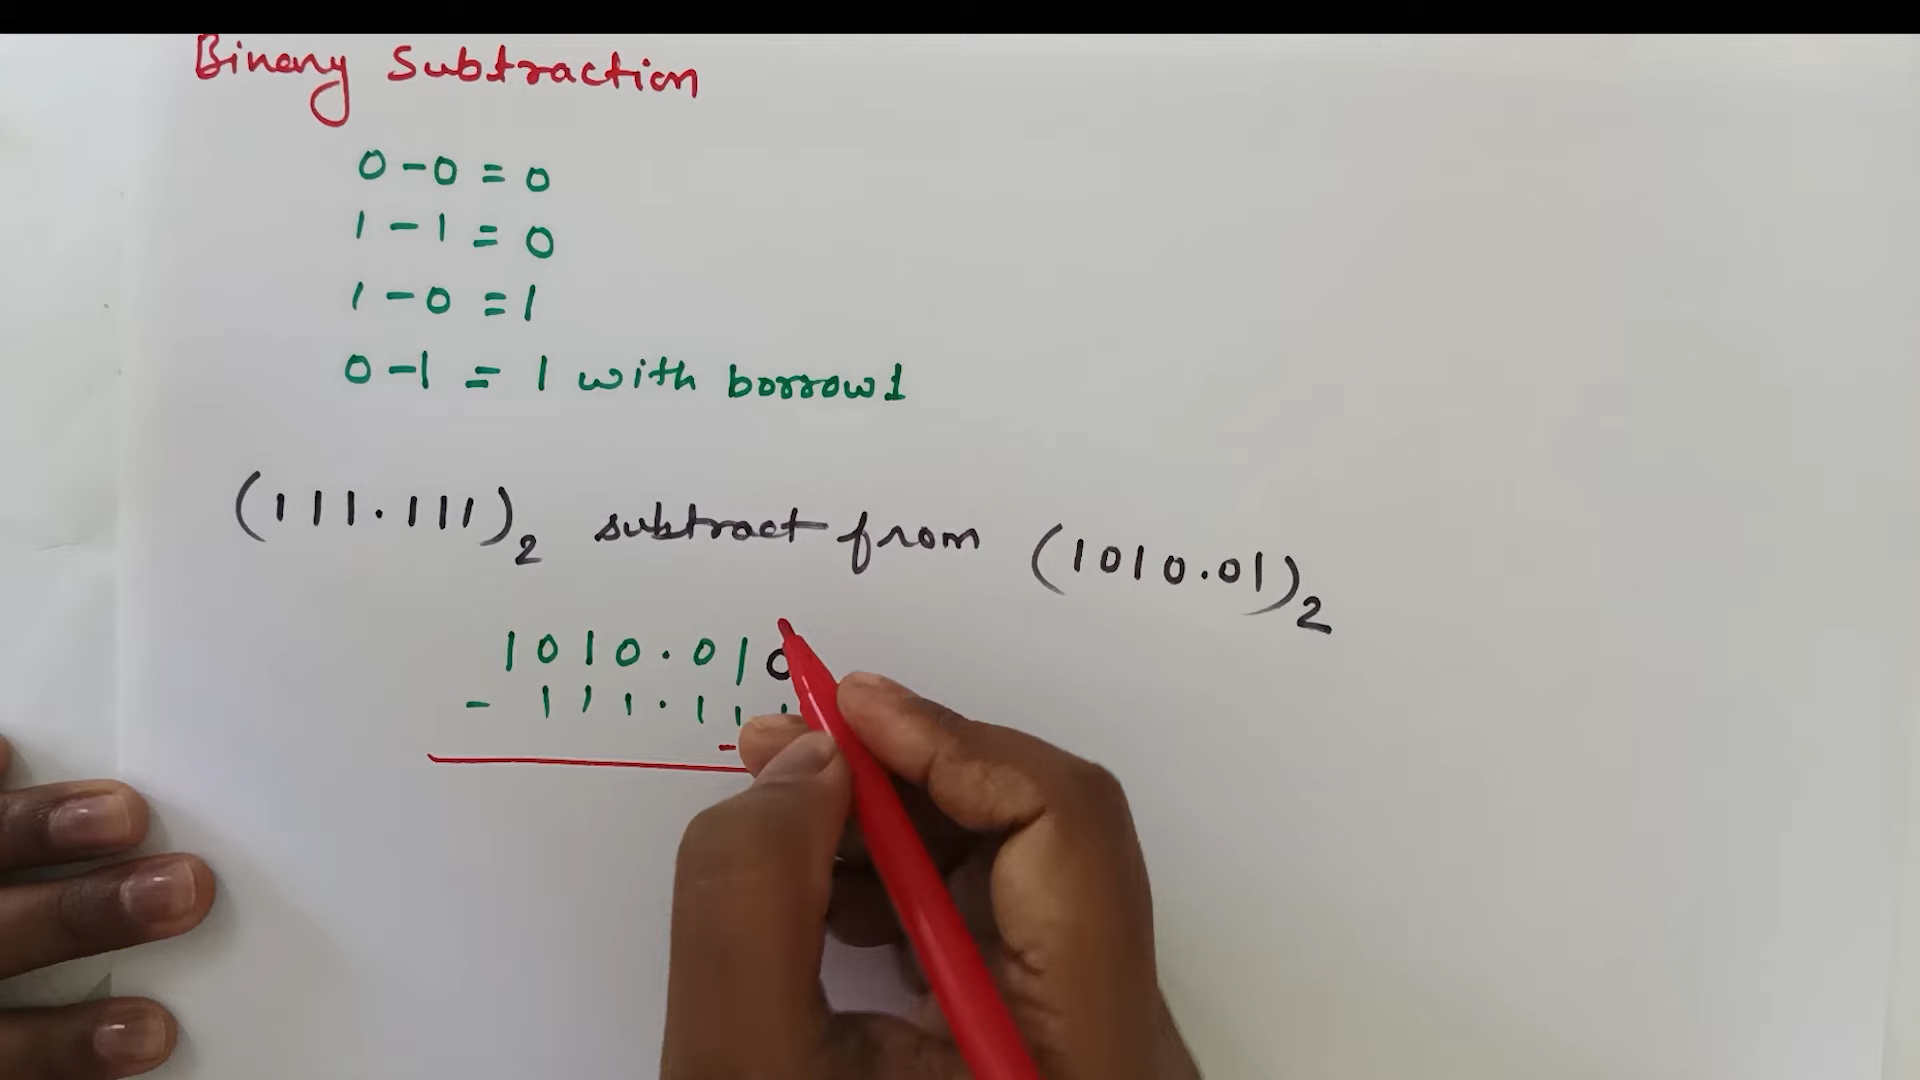 Binary Subtraction
0 - 0 = 0
1 - 1 = 0
1 - 0 = 1
0 - 1 = 1 with borrow 1
(111.111)₂ subtract from (1010.01)₂
1010.010
- 111.111